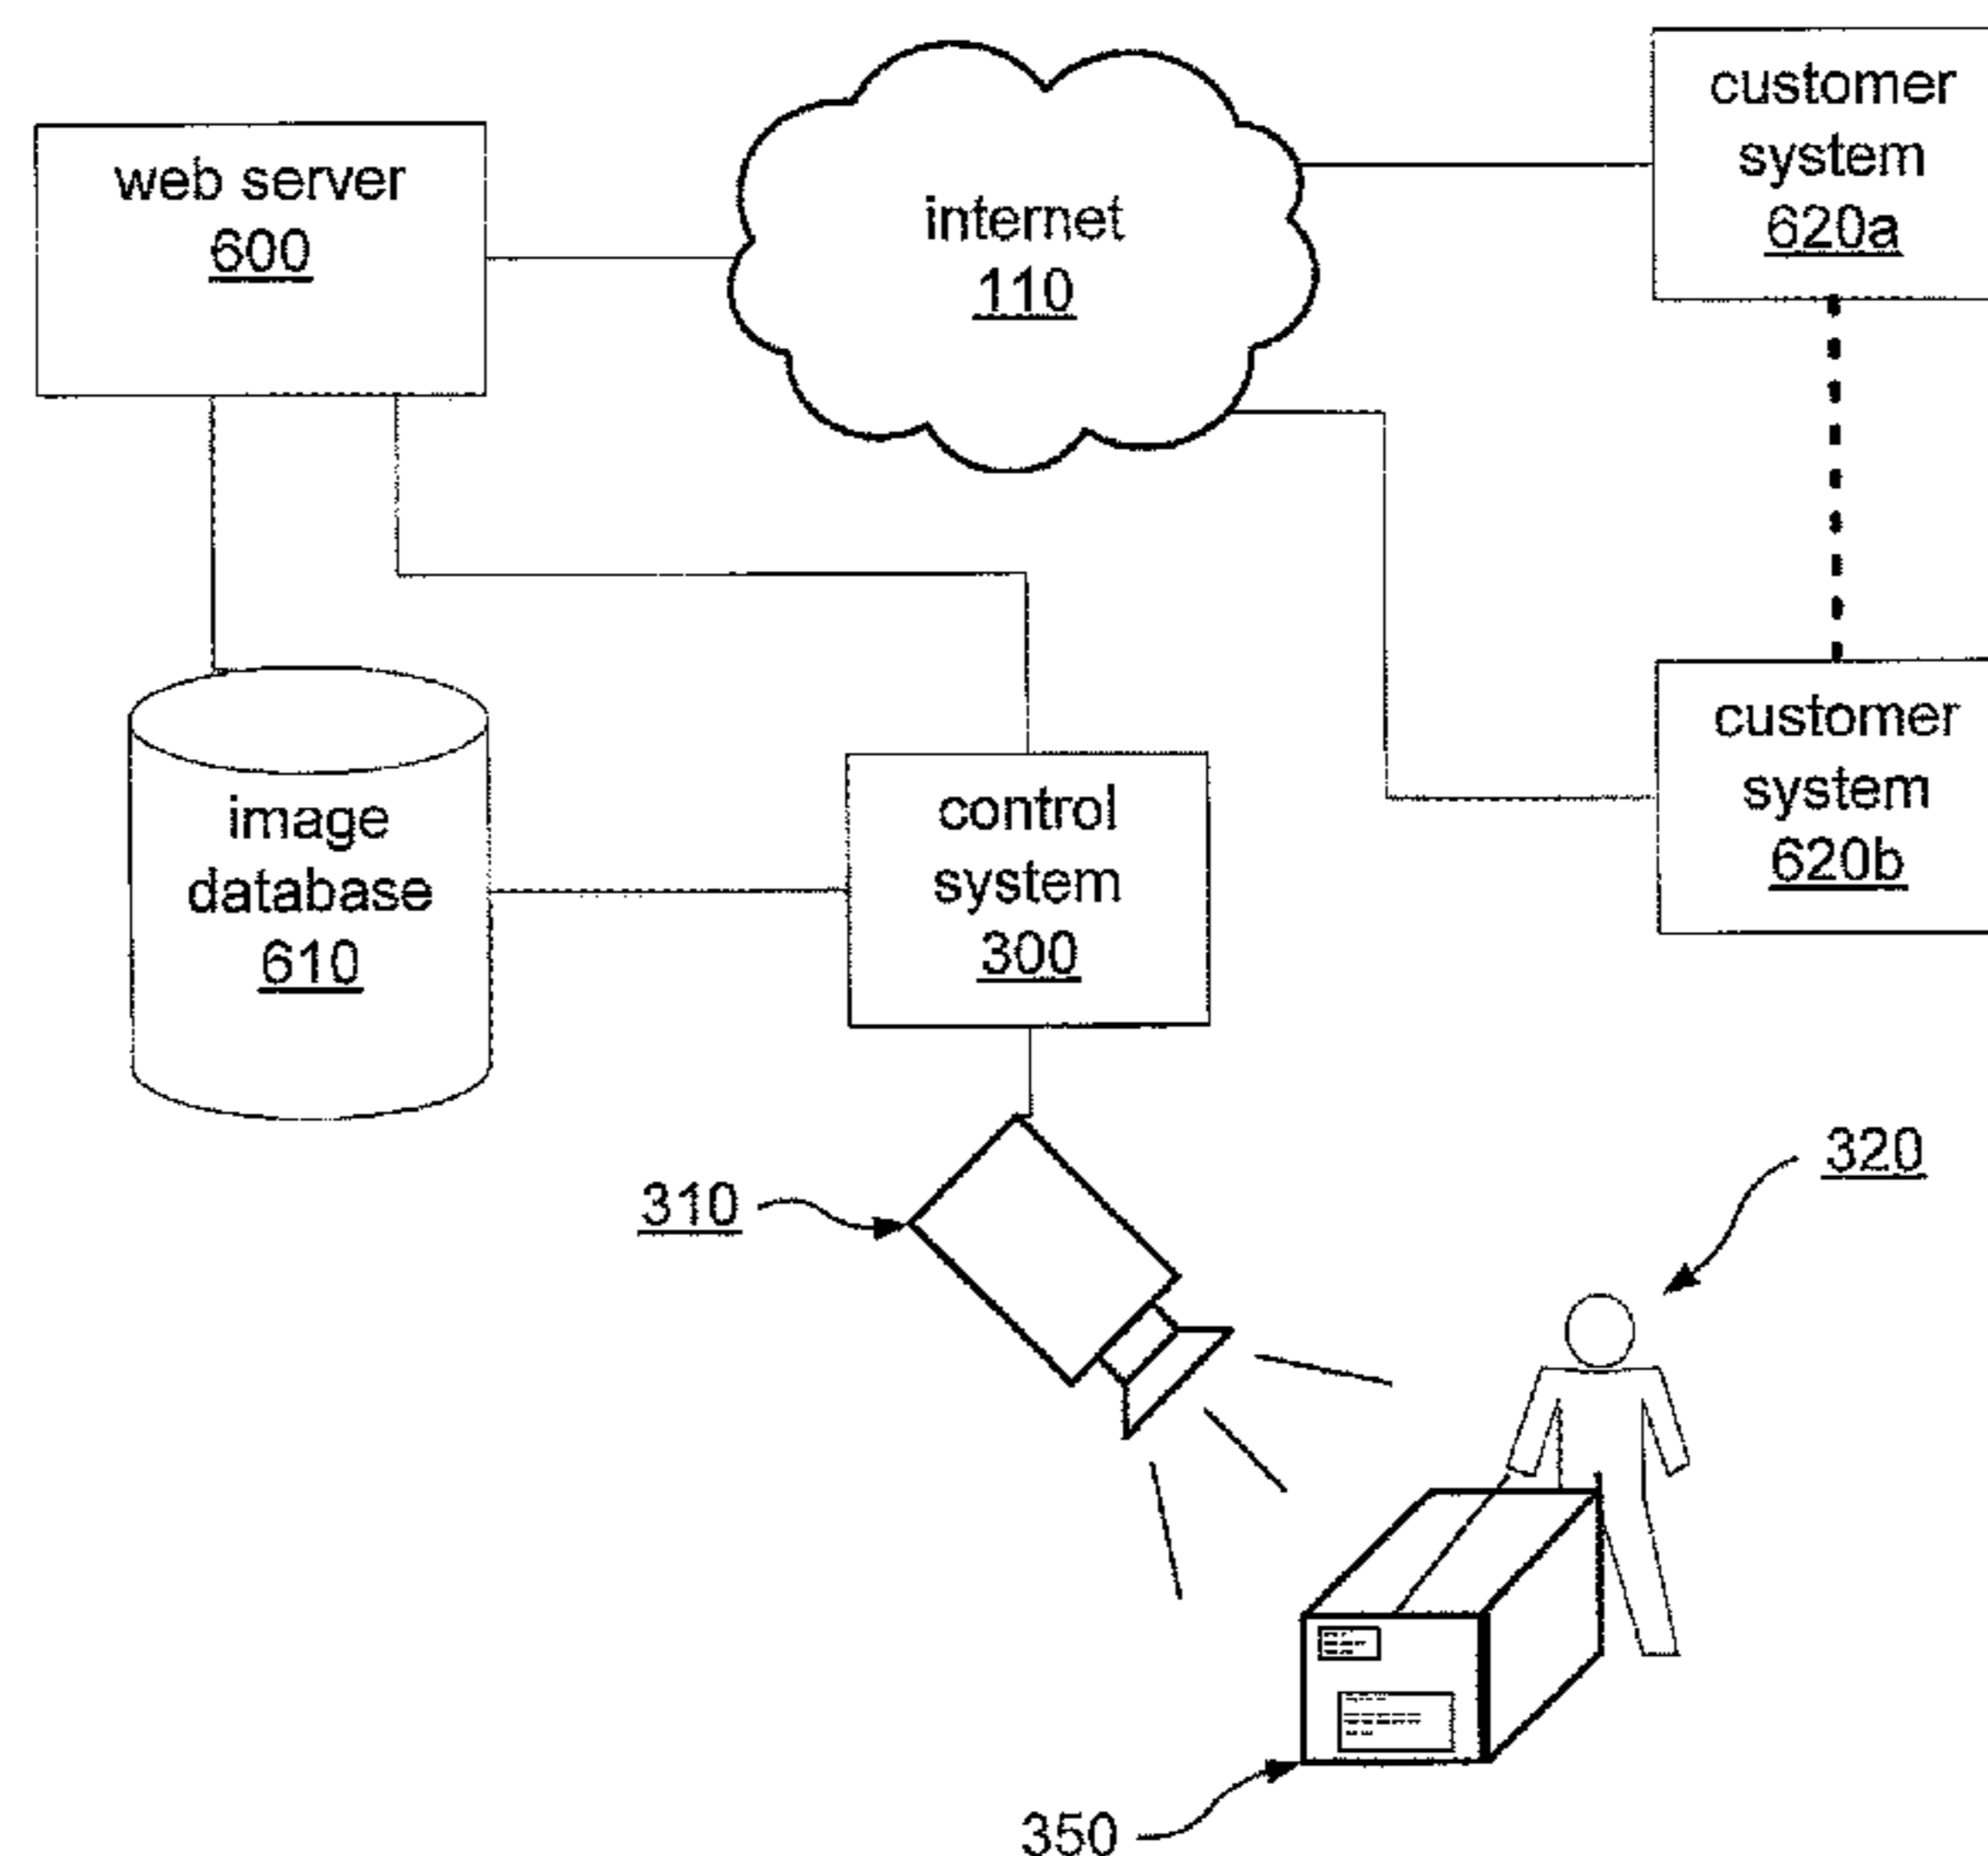 web server
600
internet
110
customer
system
620a
image
database
610
control
system
300
customer
system
620b
310
320
350